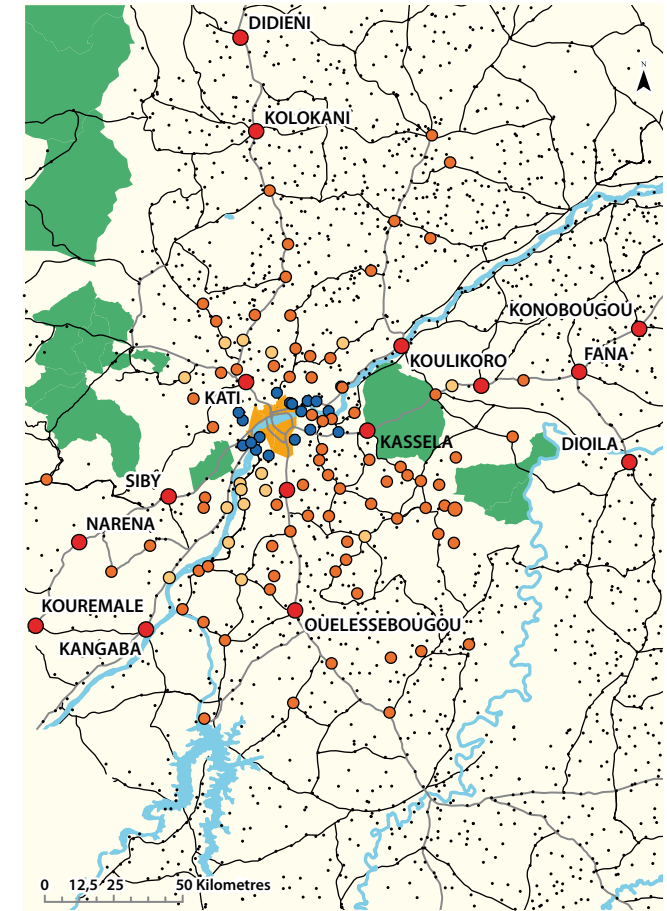 DIDIENI
N
KOLOKANI
KONOBOUGOU
KOULIKORO
FANA
KATI
KASSELA
DIOILA
SIBY
NARENA
KOUREMALE
OUELESSEBOUGOU
KANGABA
0 12,5 25 50 Kilometres